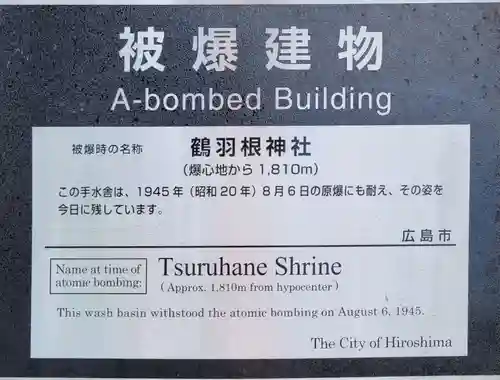 被爆建物
A-bombed Building
被爆時の名称 鶴羽根神社
(爆心地から 1,810m)
この手水舎は、1945年(昭和20年)8月6日の原爆にも耐え、その姿を
今日に残しています。
広島市
Name at time of
atomic bombing:
Tsuruhane Shrine
(Approx. 1,810m from hypocenter)
This wash basin withstood the atomic bombing on August 6, 1945.
The City of Hiroshima